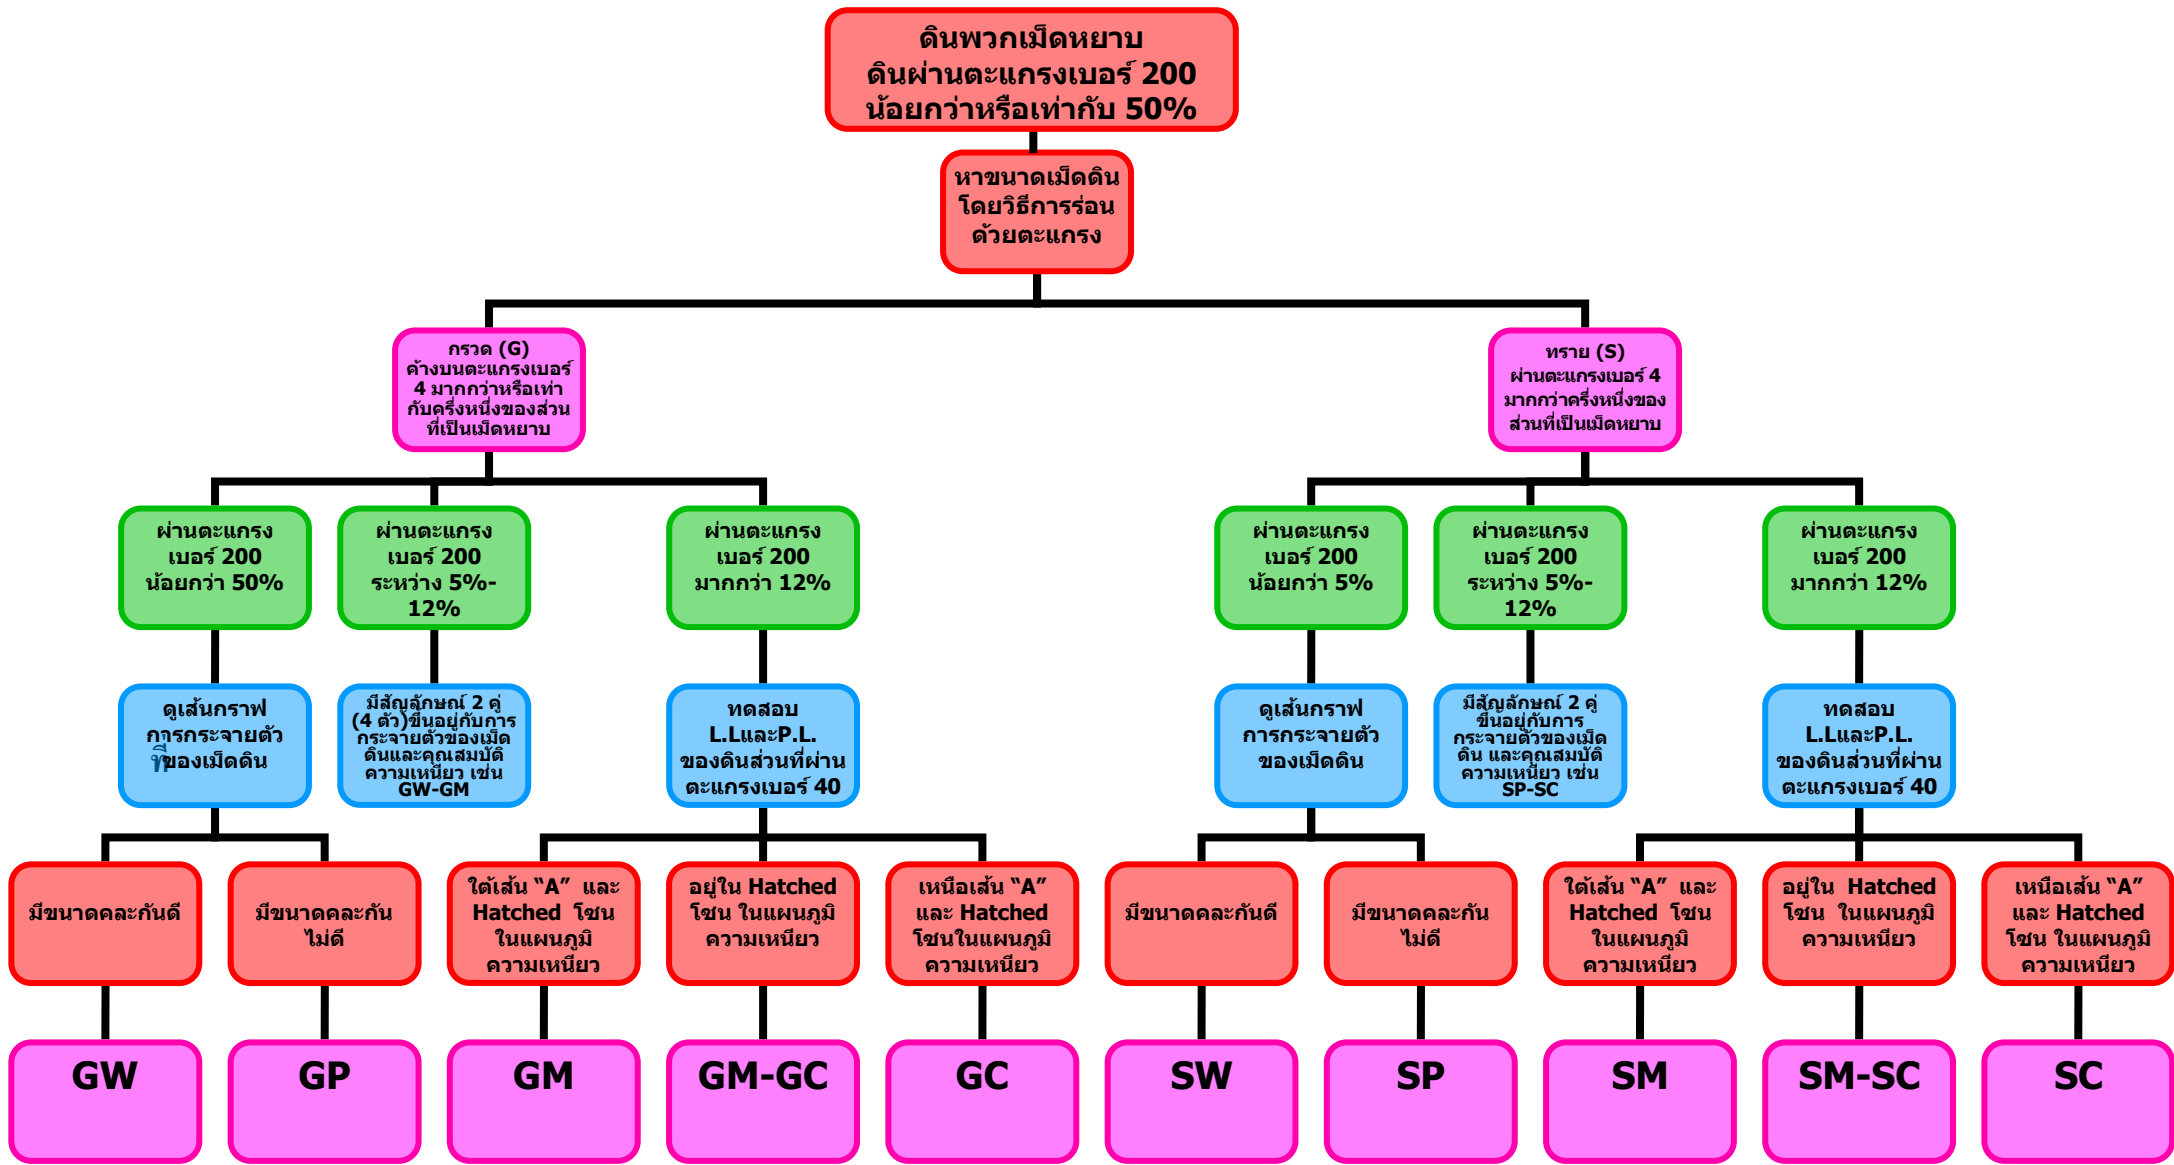 ดินพวกเม็ดหยาบ
ดินผ่านตะแกรงเบอร์ 200
น้อยกว่าหรือเท่ากับ 50%
หาขนาดเม็ดดิน
โดยวิธีการร่อน
ด้วยตะแกรง
กรวด (G)
ค้างบนตะแกรงเบอร์
4 มากกว่าหรือเท่า
กับครึ่งหนึ่งของส่วน
ที่เป็นเม็ดหยาบ
ทราย (S)
ผ่านตะแกรงเบอร์ 4
มากกว่าครึ่งหนึ่งของ
ส่วนที่เป็นเม็ดหยาบ
ผ่านตะแกรง
เบอร์ 200
น้อยกว่า 50%
ผ่านตะแกรง
เบอร์ 200
ระหว่าง 5%-
12%
ผ่านตะแกรง
เบอร์ 200
มากกว่า 12%
ผ่านตะแกรง
เบอร์ 200
น้อยกว่า 5%
ผ่านตะแกรง
เบอร์ 200
ระหว่าง 5%-
12%
ผ่านตะแกรง
เบอร์ 200
มากกว่า 12%
ดูเส้นกราฟ
การกระจายตัว
ของเม็ดดิน
ที่
มีสัญลักษณ์ 2 คู่
(4 ตัว)ขึ้นอยู่กับการ
กระจายตัวของเม็ด
ดินและคุณสมบัติ
ความเหนียว เช่น
GW-GM
ทดสอบ
L.LและP.L.
ของดินส่วนที่ผ่าน
ตะแกรงเบอร์ 40
ดูเส้นกราฟ
การกระจายตัว
ของเม็ดดิน
มีสัญลักษณ์ 2 คู่
ขึ้นอยู่กับการ
กระจายตัวของเม็ด
ดิน และคุณสมบัติ
ความเหนียว เช่น
SP-SC
ทดสอบ
L.LและP.L.
ของดินส่วนที่ผ่าน
ตะแกรงเบอร์ 40
มีขนาดคละกันดี
มีขนาดคละกัน
ไม่ดี
ใต้เส้น “A” และ
Hatched โซน
ในแผนภูมิ
ความเหนียว
อยู่ใน Hatched
โซน ในแผนภูมิ
ความเหนียว
เหนือเส้น “A”
และ Hatched
โซนในแผนภูมิ
ความเหนียว
มีขนาดคละกันดี
มีขนาดคละกัน
ไม่ดี
ใต้เส้น “A” และ
Hatched โซน
ในแผนภูมิ
ความเหนียว
อยู่ใน Hatched
โซน ในแผนภูมิ
ความเหนียว
เหนือเส้น “A”
และ Hatched
โซน ในแผนภูมิ
ความเหนียว
GW
GP
GM
GM-GC
GC
SW
SP
SM
SM-SC
SC